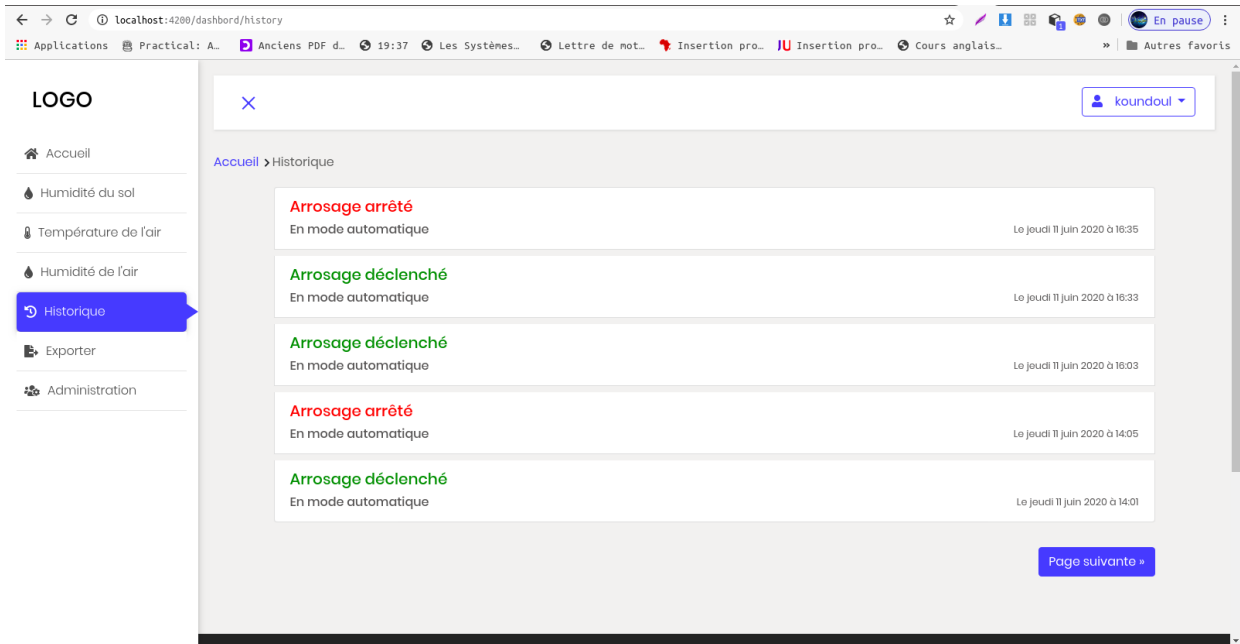 localhost:4200/dashbord/history
En pause
Applications Practical: A… Anciens PDF d… 19:37 Les Systèmes… Lettre de mot… Insertion pro… Insertion pro… Cours anglais… » Autres favoris
LOGO
koundoul
Accueil
Humidité du sol
Température de l'air
Humidité de l'air
Historique
Exporter
Administration
Accueil > Historique
Arrosage arrêté
En mode automatique
Le jeudi 11 juin 2020 à 16:35
Arrosage déclenché
En mode automatique
Le jeudi 11 juin 2020 à 16:33
Arrosage déclenché
En mode automatique
Le jeudi 11 juin 2020 à 16:03
Arrosage arrêté
En mode automatique
Le jeudi 11 juin 2020 à 14:05
Arrosage déclenché
En mode automatique
Le jeudi 11 juin 2020 à 14:01
Page suivante »